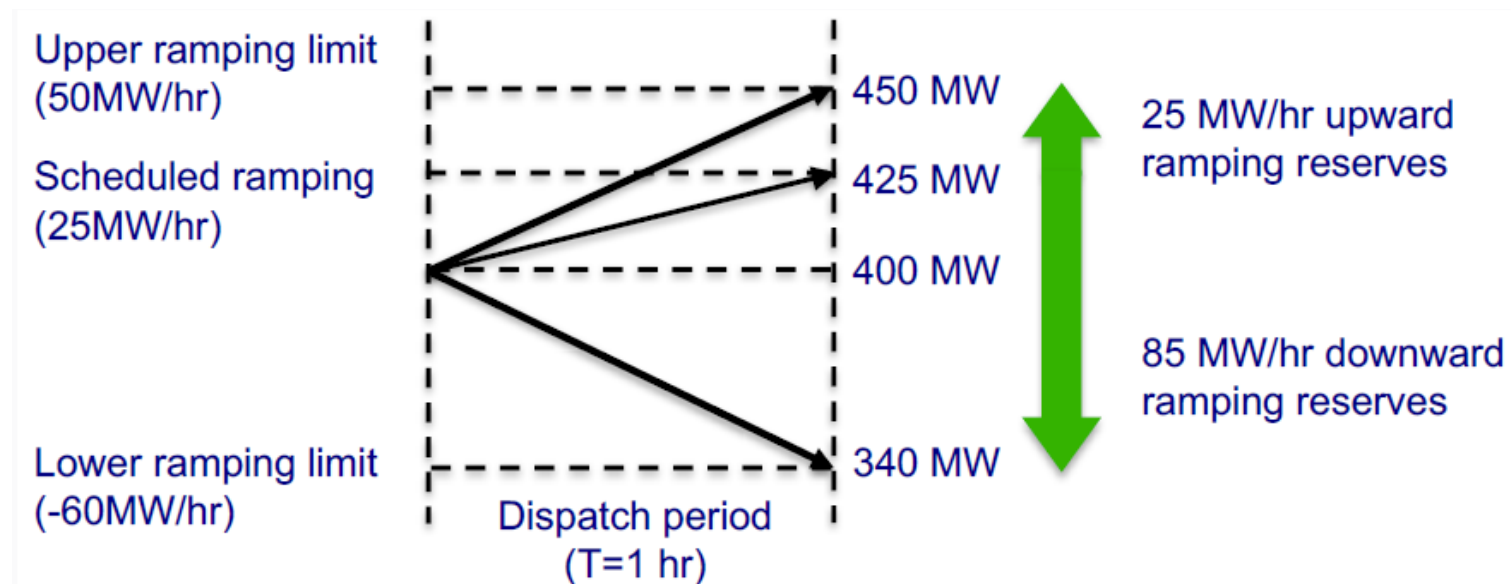 Upper ramping limit
(50MW/hr)
Scheduled ramping
(25MW/hr)
Lower ramping limit
(-60MW/hr)
Dispatch period
(T=1 hr)
450 MW
425 MW
400 MW
340 MW
25 MW/hr upward
ramping reserves
85 MW/hr downward
ramping reserves